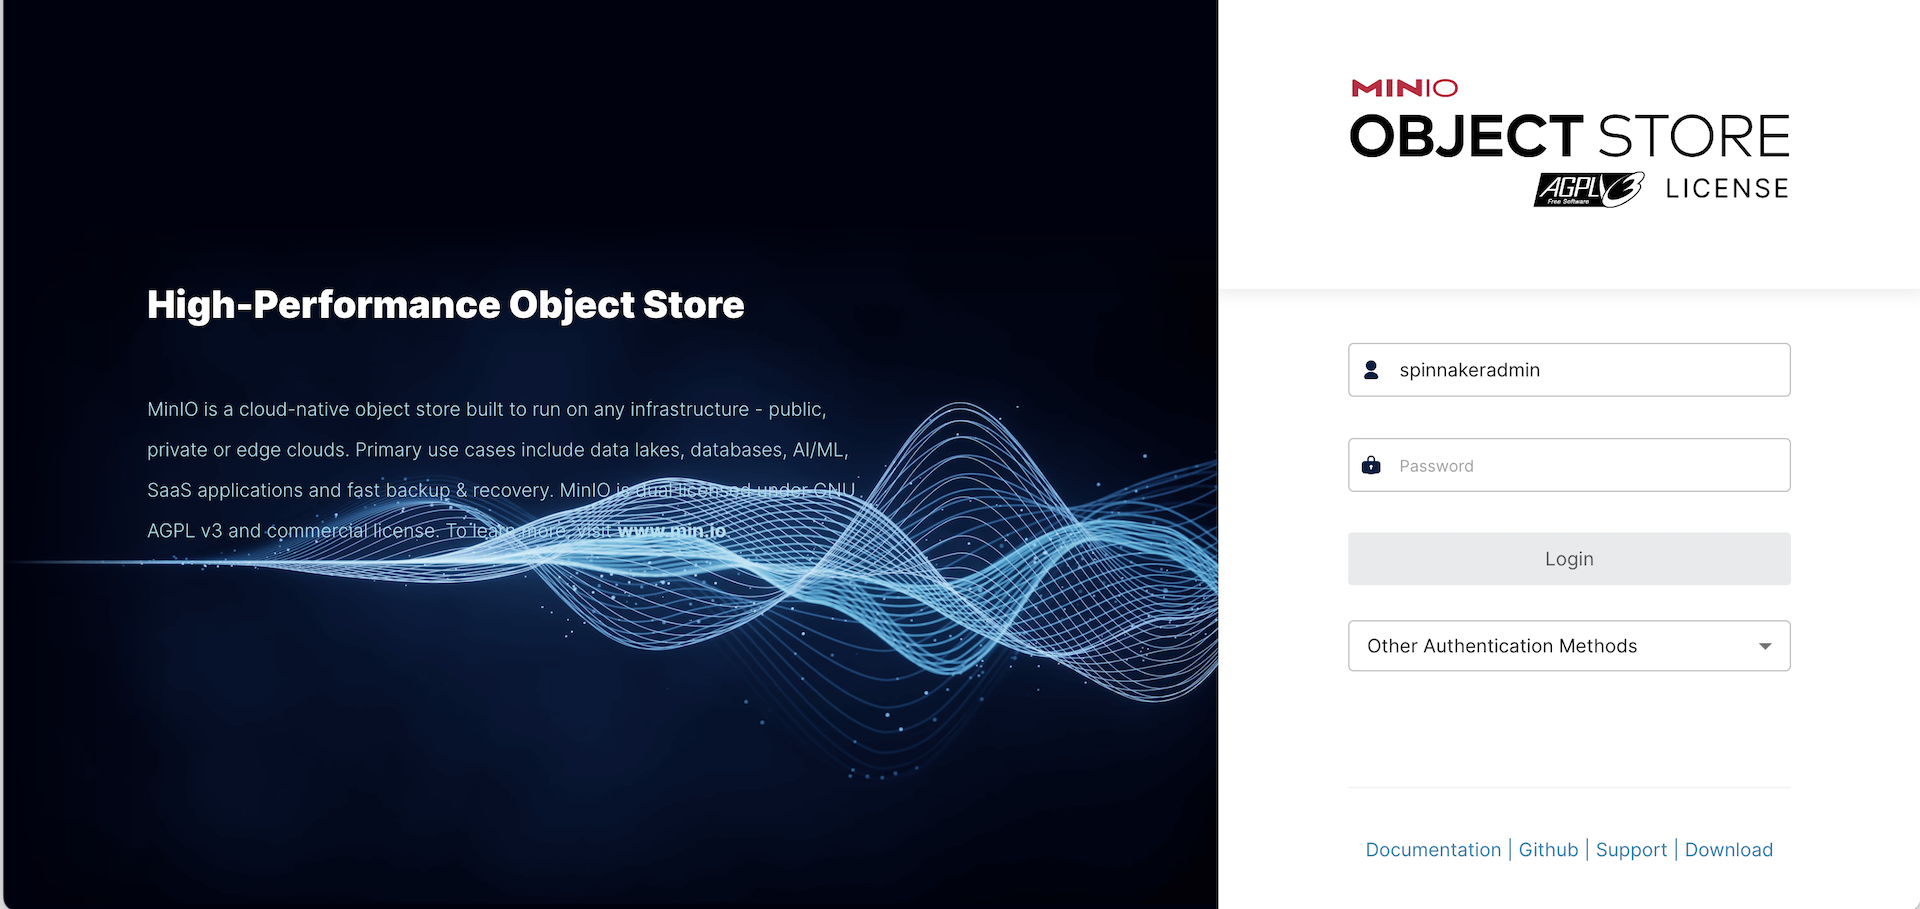 High-Performance Object Store
MinIO is a cloud-native object store built to run on any infrastructure - public,
private or edge clouds. Primary use cases include data lakes, databases, AI/ML,
SaaS applications and fast backup & recovery. MinIO is dual-licensed under GNU
AGPL v3 and commercial license. To learn more, visit www.min.io.
MINIO
OBJECT STORE
AGPL v3 LICENSE
Free Software
spinnakeradmin
Password
Login
Other Authentication Methods
Documentation | Github | Support | Download